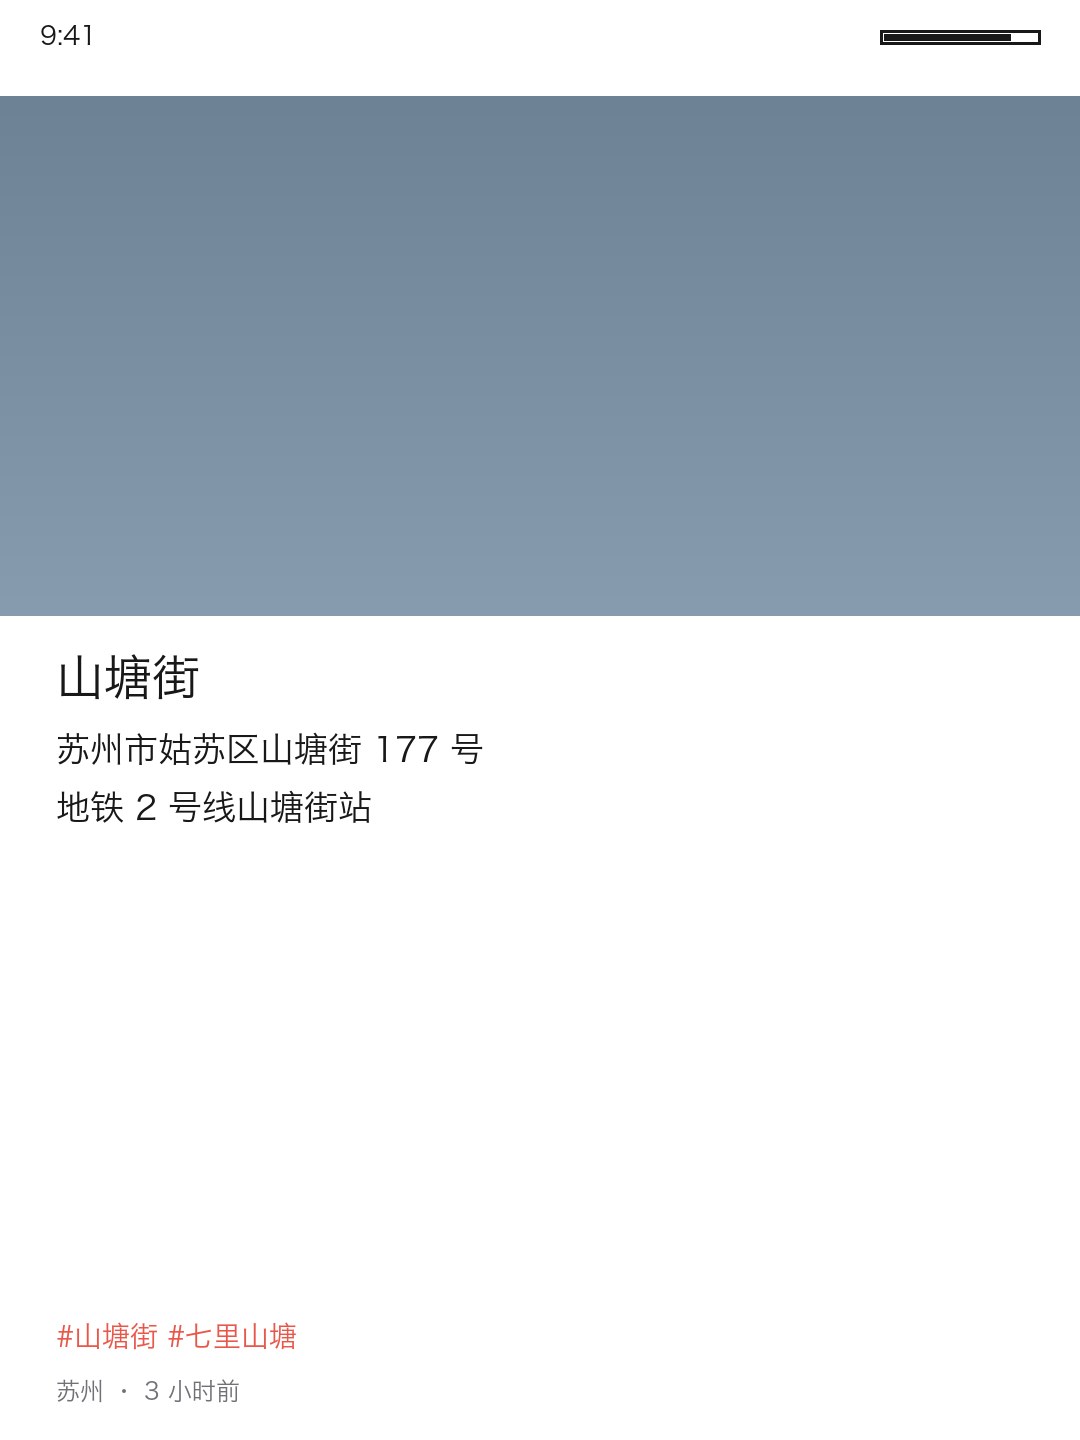 9:41
山塘街
苏州市姑苏区山塘街 177 号
地铁 2 号线山塘街站
#山塘街 #七里山塘
苏州 · 3 小时前